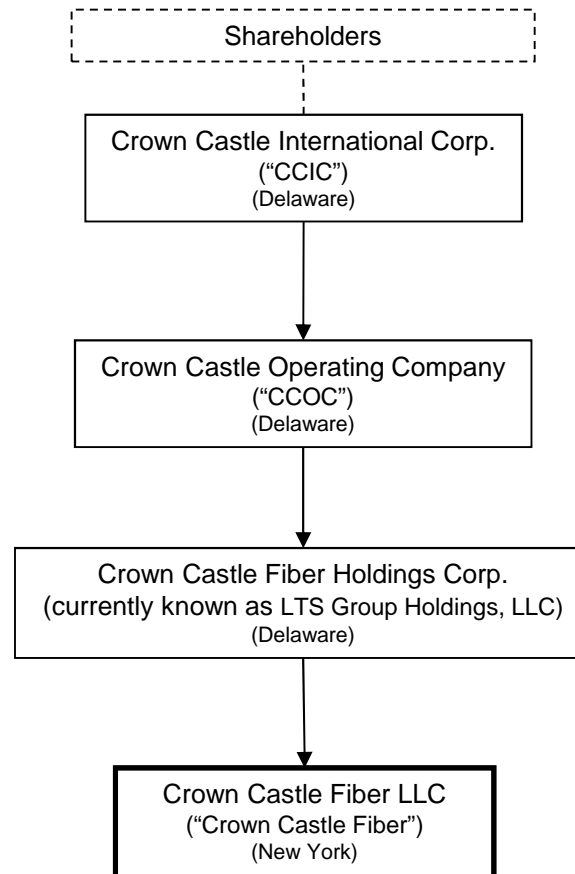 Shareholders
Crown Castle International Corp.
(“CCIC”)
(Delaware)
Crown Castle Operating Company
(“CCOC”)
(Delaware)
Crown Castle Fiber Holdings Corp.
(currently known as LTS Group Holdings, LLC)
(Delaware)
Crown Castle Fiber LLC
(“Crown Castle Fiber”)
(New York)